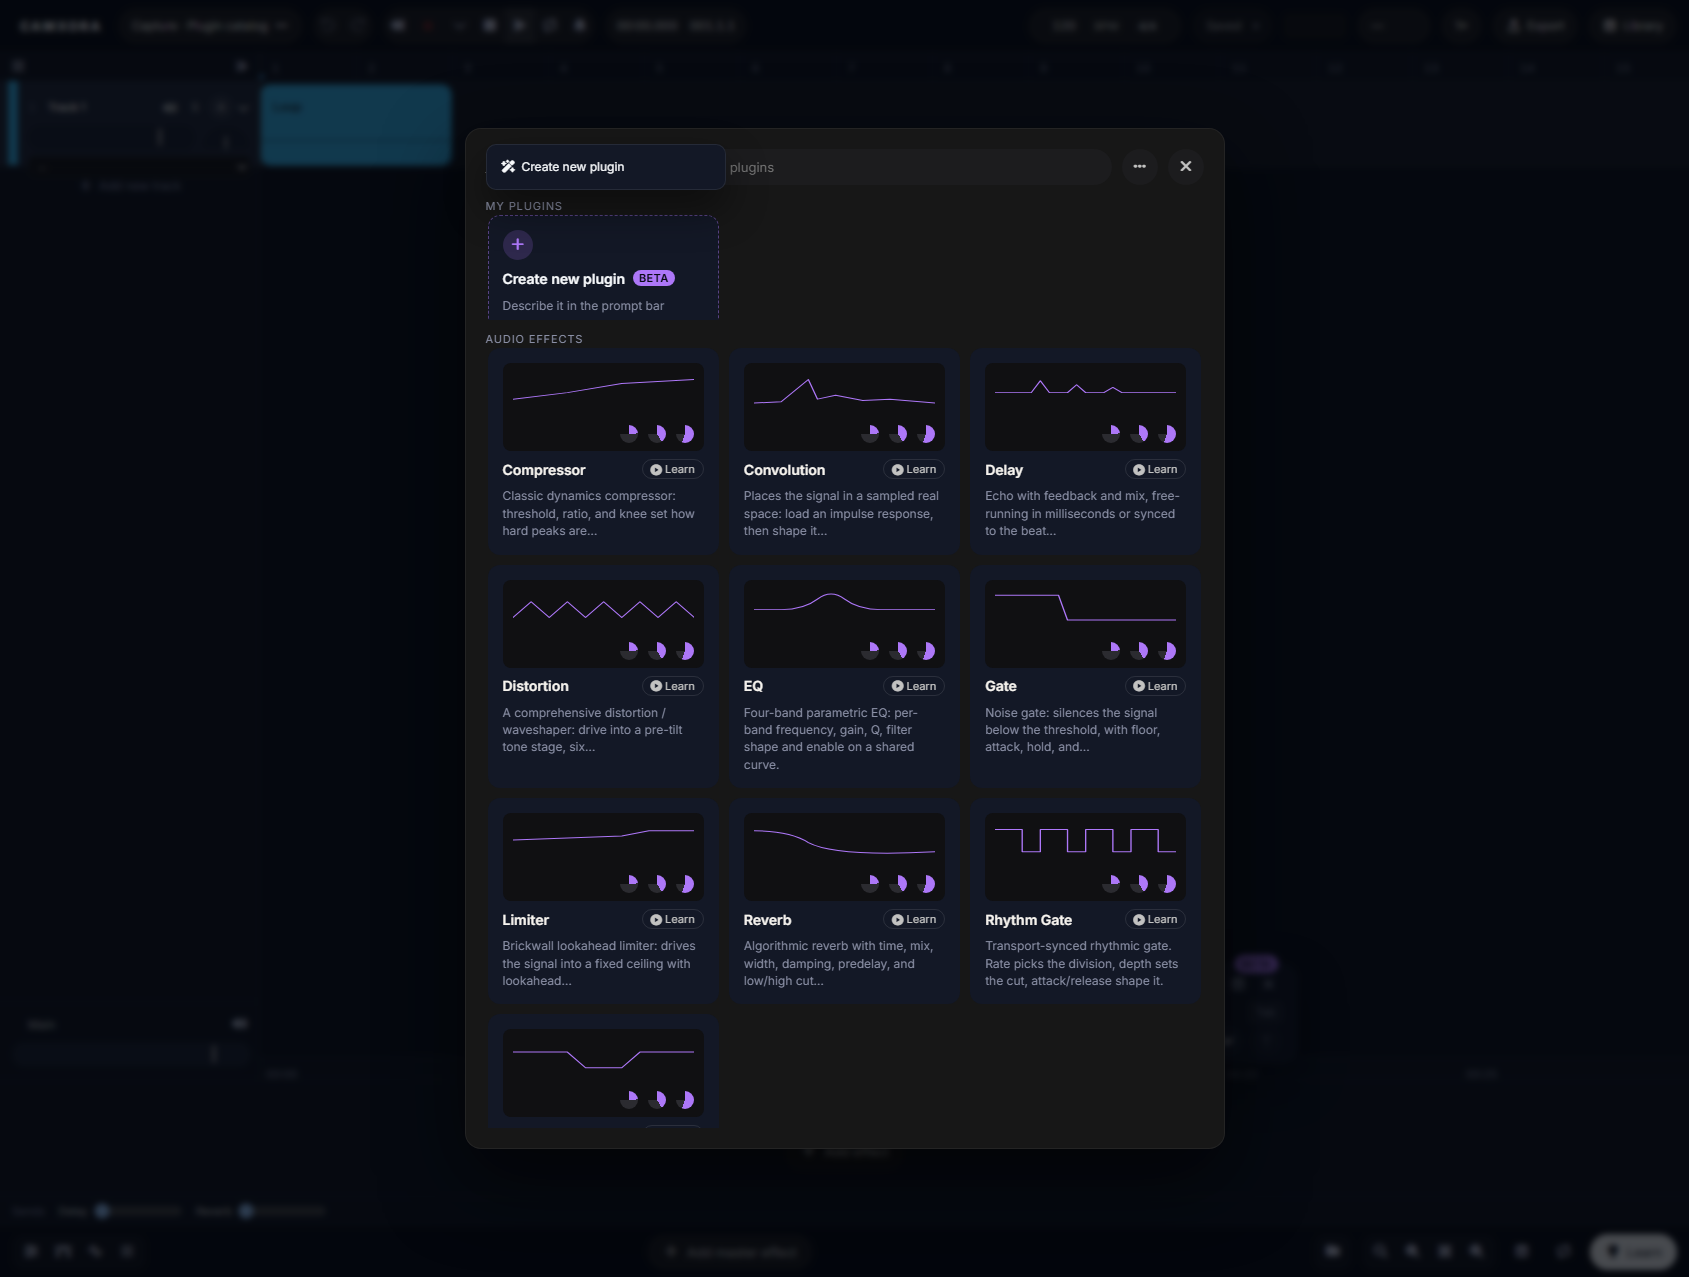 Create new plugin
plugins
MY PLUGINS
Create new plugin BETA
Describe it in the prompt bar
AUDIO EFFECTS
Compressor Learn
Classic dynamics compressor:
threshold, ratio, and knee set how
hard peaks are...
Convolution Learn
Places the signal in a sampled real
space: load an impulse response,
then shape it...
Delay Learn
Echo with feedback and mix, free-
running in milliseconds or synced
to the beat...
Distortion Learn
A comprehensive distortion /
waveshaper: drive into a pre-tilt
tone stage, six...
EQ Learn
Four-band parametric EQ: per-
band frequency, gain, Q, filter
shape and enable on a shared
curve.
Gate Learn
Noise gate: silences the signal
below the threshold, with floor,
attack, hold, and...
Limiter Learn
Brickwall lookahead limiter: drives
the signal into a fixed ceiling with
lookahead...
Reverb Learn
Algorithmic reverb with time, mix,
width, damping, predelay, and
low/high cut...
Rhythm Gate Learn
Transport-synced rhythmic gate.
Rate picks the division, depth sets
the cut, attack/release shape it.